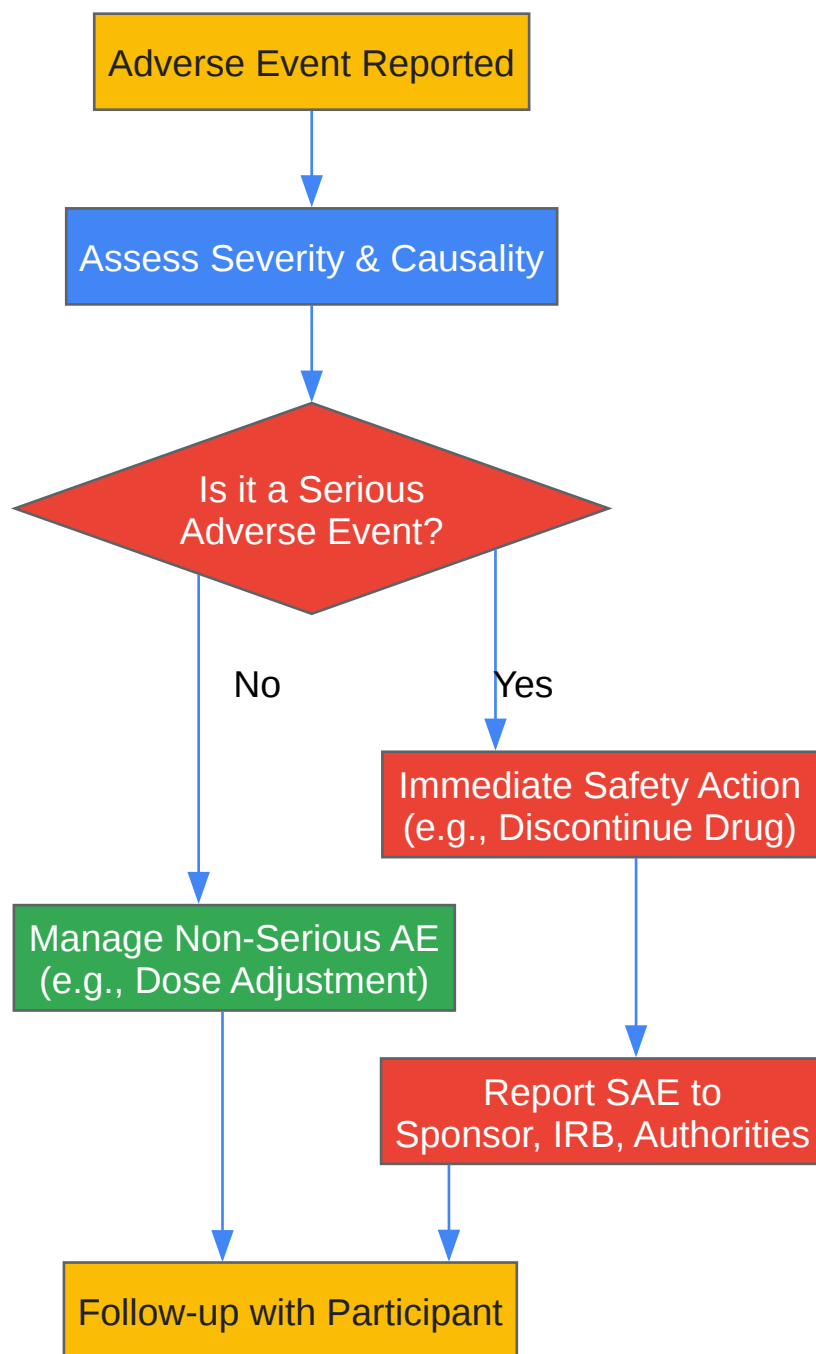 Adverse Event Reported
Assess Severity & Causality
Is it a Serious
Adverse Event?
No
Yes
Immediate Safety Action
(e.g., Discontinue Drug)
Manage Non-Serious AE
(e.g., Dose Adjustment)
Report SAE to
Sponsor, IRB, Authorities
Follow-up with Participant